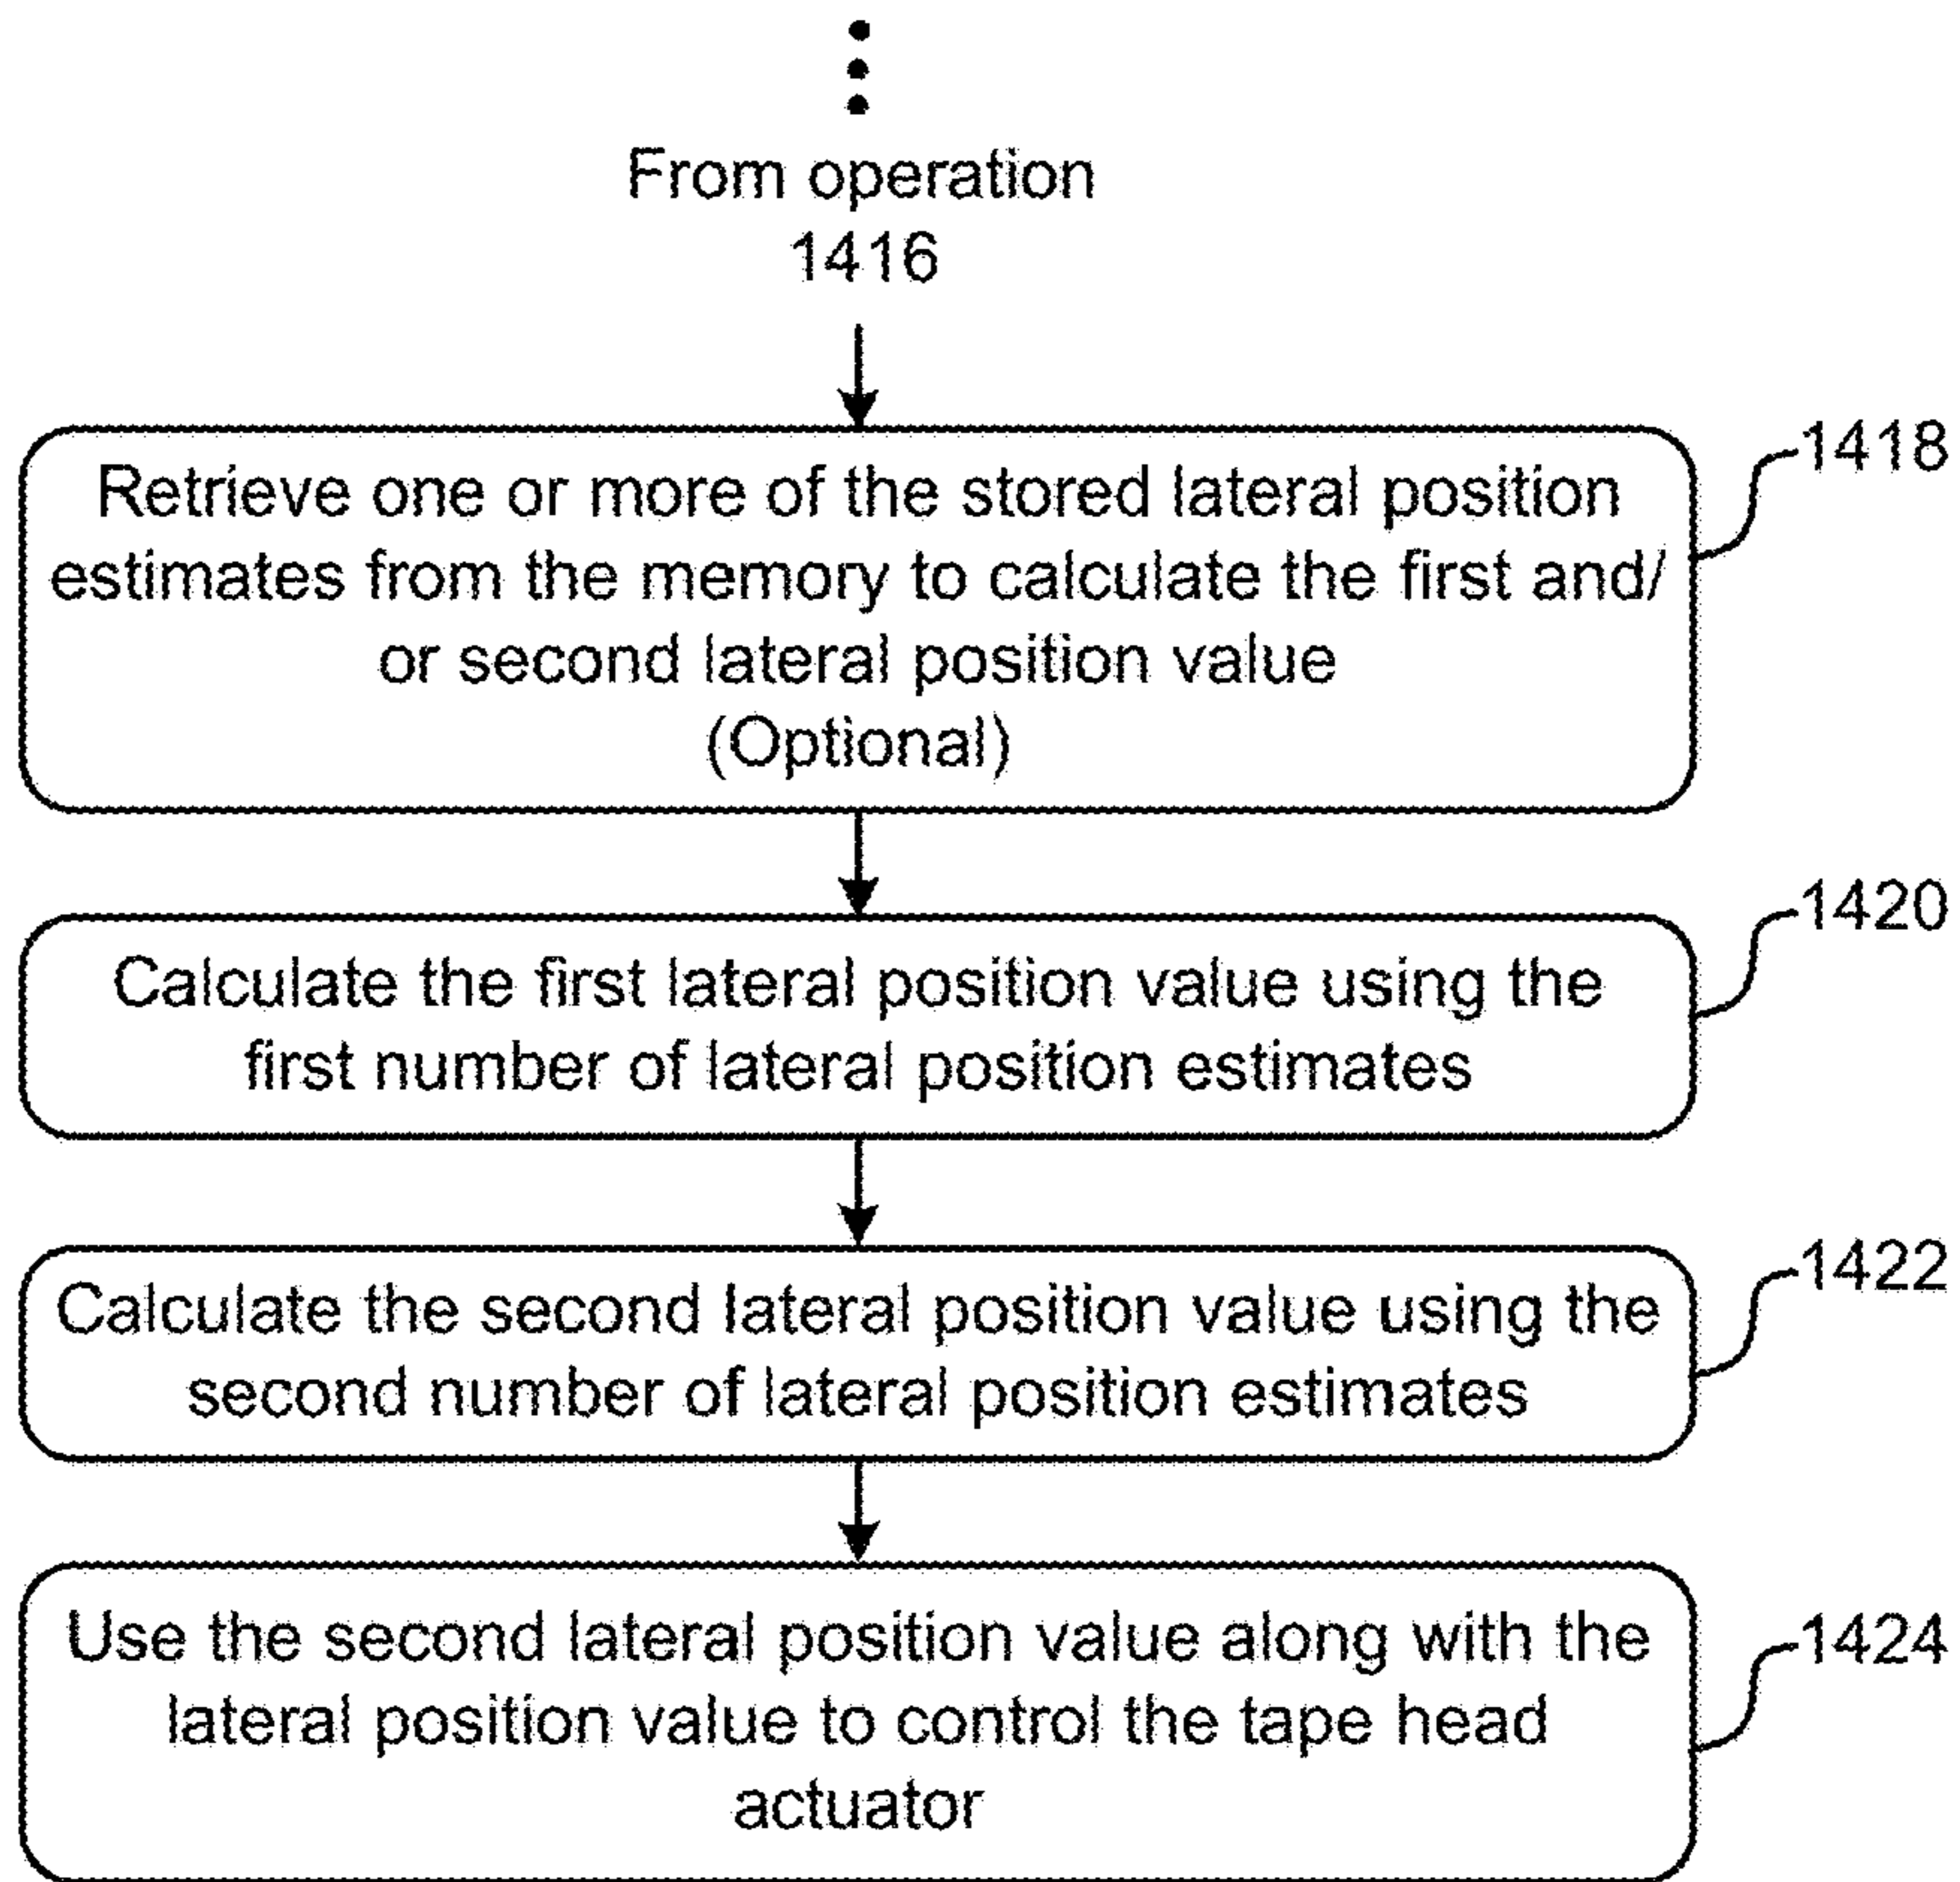 From operation
1416
1418
Retrieve one or more of the stored lateral position
estimates from the memory to calculate the first and/
or second lateral position value
(Optional)
1420
Calculate the first lateral position value using the
first number of lateral position estimates
1422
Calculate the second lateral position value using the
second number of lateral position estimates
1424
Use the second lateral position value along with the
lateral position value to control the tape head
actuator